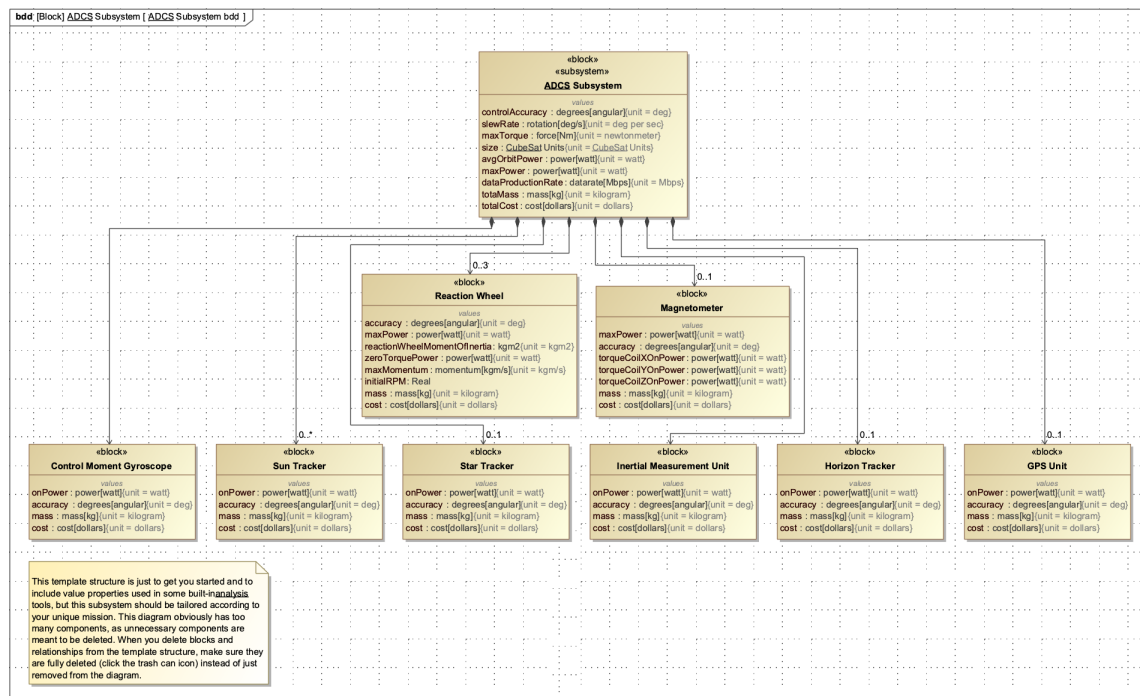 bdd [Block] ADCS Subsystem [ ADCS Subsystem bdd ]
«block»
«subsystem»
ADCS Subsystem
values
controlAccuracy : degrees[angular]{unit = deg}
slewRate : rotation[deg/s]{unit = deg per sec}
maxTorque : force[Nm]{unit = newtonmeter}
size : CubeSat Units{unit = CubeSat Units}
avgOrbitPower : power[watt]{unit = watt}
maxPower : power[watt]{unit = watt}
dataProductionRate : datarate[Mbps]{unit = Mbps}
totaMass : mass[kg]{unit = kilogram}
totalCost : cost[dollars]{unit = dollars}
0..3
«block»
Reaction Wheel
values
accuracy : degrees[angular]{unit = deg}
maxPower : power[watt]{unit = watt}
reactionWheelMomentOfInertia : kgm2{unit = kgm2}
zeroTorquePower : power[watt]{unit = watt}
maxMomentum : momentum[kgm/s]{unit = kgm/s}
initialRPM : Real
mass : mass[kg]{unit = kilogram}
cost : cost[dollars]{unit = dollars}
0..1
«block»
Magnetometer
values
maxPower : power[watt]{unit = watt}
accuracy : degrees[angular]{unit = deg}
torqueCoilXOnPower : power[watt]{unit = watt}
torqueCoilYOnPower : power[watt]{unit = watt}
torqueCoilZOnPower : power[watt]{unit = watt}
mass : mass[kg]{unit = kilogram}
cost : cost[dollars]{unit = dollars}
«block»
Control Moment Gyroscope
values
onPower : power[watt]{unit = watt}
accuracy : degrees[angular]{unit = deg}
mass : mass[kg]{unit = kilogram}
cost : cost[dollars]{unit = dollars}
0..*
«block»
Sun Tracker
values
onPower : power[watt]{unit = watt}
accuracy : degrees[angular]{unit = deg}
mass : mass[kg]{unit = kilogram}
cost : cost[dollars]{unit = dollars}
0..1
«block»
Star Tracker
values
onPower : power[watt]{unit = watt}
accuracy : degrees[angular]{unit = deg}
mass : mass[kg]{unit = kilogram}
cost : cost[dollars]{unit = dollars}
«block»
Inertial Measurement Unit
values
onPower : power[watt]{unit = watt}
accuracy : degrees[angular]{unit = deg}
mass : mass[kg]{unit = kilogram}
cost : cost[dollars]{unit = dollars}
0..1
«block»
Horizon Tracker
values
onPower : power[watt]{unit = watt}
accuracy : degrees[angular]{unit = deg}
mass : mass[kg]{unit = kilogram}
cost : cost[dollars]{unit = dollars}
0..1
«block»
GPS Unit
values
onPower : power[watt]{unit = watt}
accuracy : degrees[angular]{unit = deg}
mass : mass[kg]{unit = kilogram}
cost : cost[dollars]{unit = dollars}
This template structure is just to get you started and to
include value properties used in some built-in analysis
tools, but this subsystem should be tailored according to
your unique mission. This diagram obviously has too
many components, as unnecessary components are
meant to be deleted. When you delete blocks and
relationships from the template structure, make sure they
are fully deleted (click the trash can icon) instead of just
removed from the diagram.